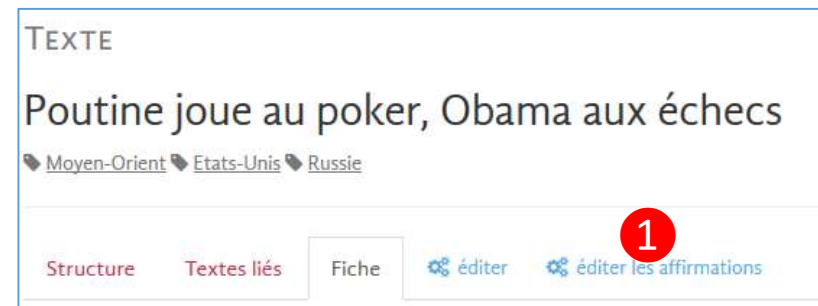 TEXTE
Poutine joue au poker, Obama aux échecs
Moyen-Orient Etats-Unis Russie
1
Structure Textes liés Fiche éditer éditer les affirmations